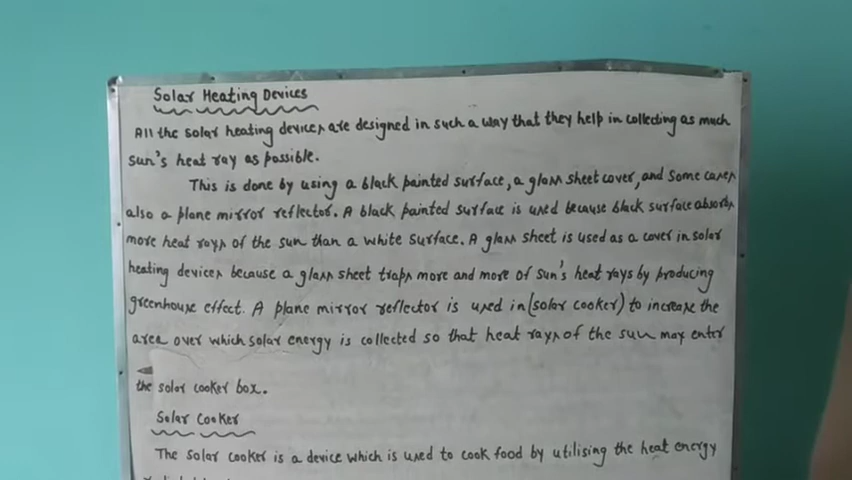 Solar Heating Devices
All the solar heating devices are designed in such a way that they help in collecting as much
sun's heat ray as possible.
This is done by using a black painted surface, a glass sheet cover, and some cases
also a plane mirror reflector. A black painted surface is used because black surface absorbs
more heat rays of the sun than a white surface. A glass sheet is used as a cover in solar
heating devices because a glass sheet traps more and more of sun's heat rays by producing
greenhouse effect. A plane mirror reflector is used in (solar cooker) to increase the
area over which solar energy is collected so that heat rays of the sun may enter
the solar cooker box.
Solar Cooker
The solar cooker is a device which is used to cook food by utilising the heat energy